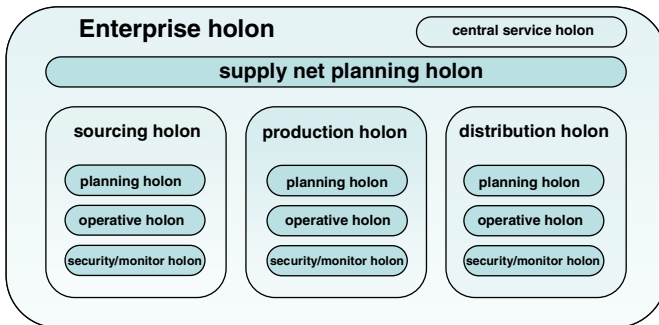 Enterprise holon
central service holon
supply net planning holon
sourcing holon
planning holon
operative holon
security/monitor holon
production holon
planning holon
operative holon
security/monitor holon
distribution holon
planning holon
operative holon
security/monitor holon